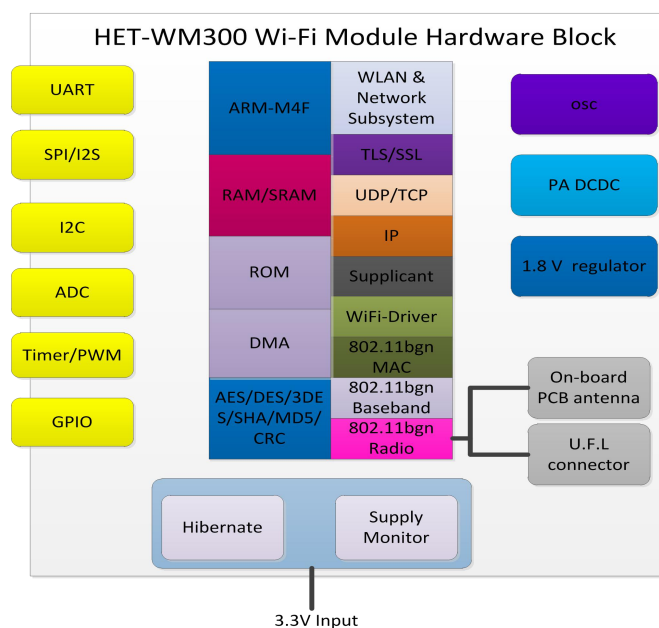 HET-WM300 Wi-Fi Module Hardware Block
UART
SPI/I2S
I2C
ADC
Timer/PWM
GPIO
ARM-M4F
RAM/SRAM
ROM
DMA
AES/DES/3DE
S/SHA/MD5/
CRC
WLAN &
Network
Subsystem
TLS/SSL
UDP/TCP
IP
Supplicant
WiFi-Driver
802.11bgn
MAC
802.11bgn
Baseband
802.11bgn
Radio
osc
PA DCDC
1.8 V regulator
On-board
PCB antenna
U.F.L
connector
Hibernate
Supply
Monitor
3.3V Input